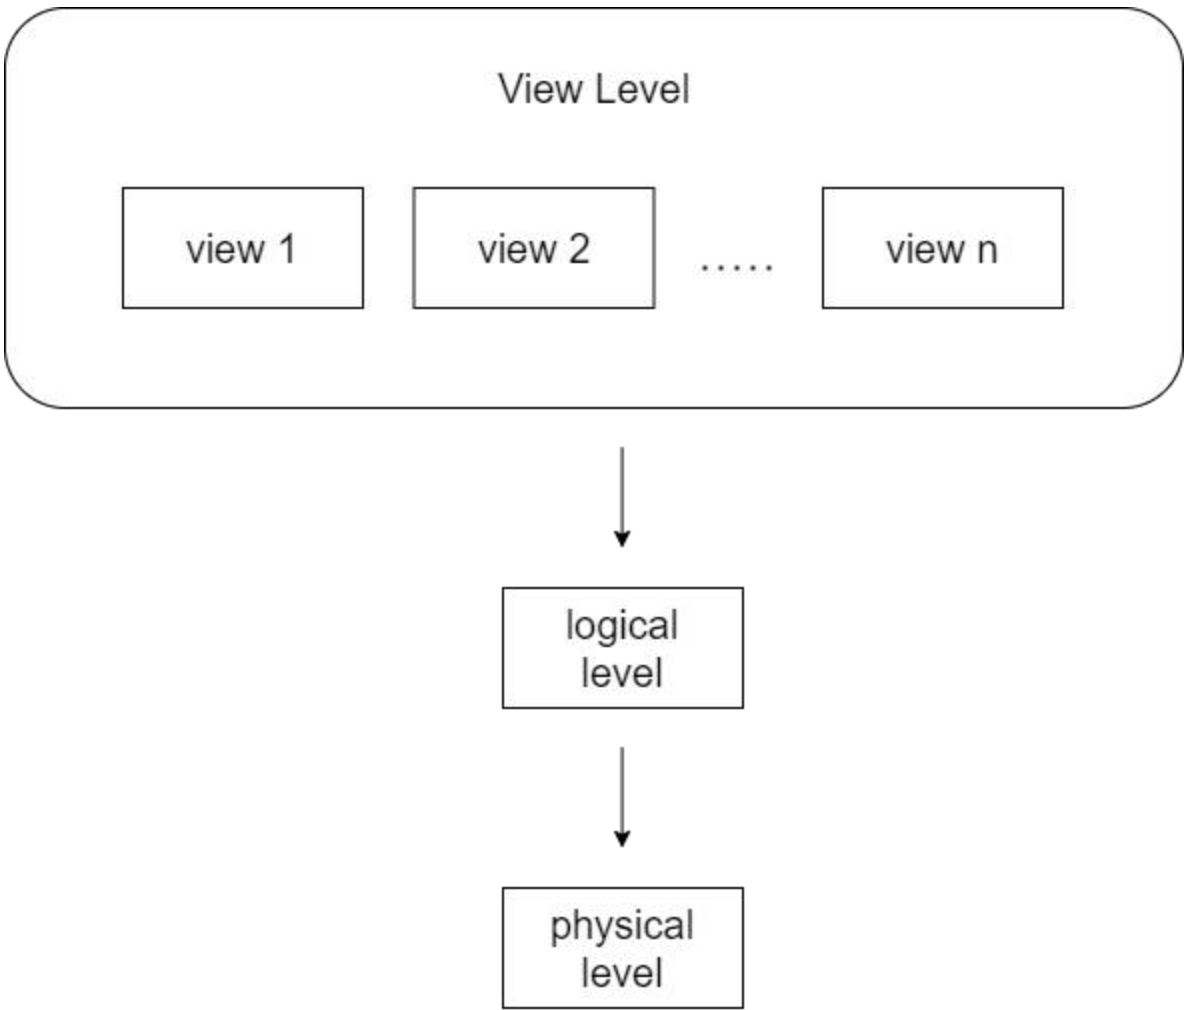 View Level
view 1 view 2 ..... view n
logical
level
physical
level